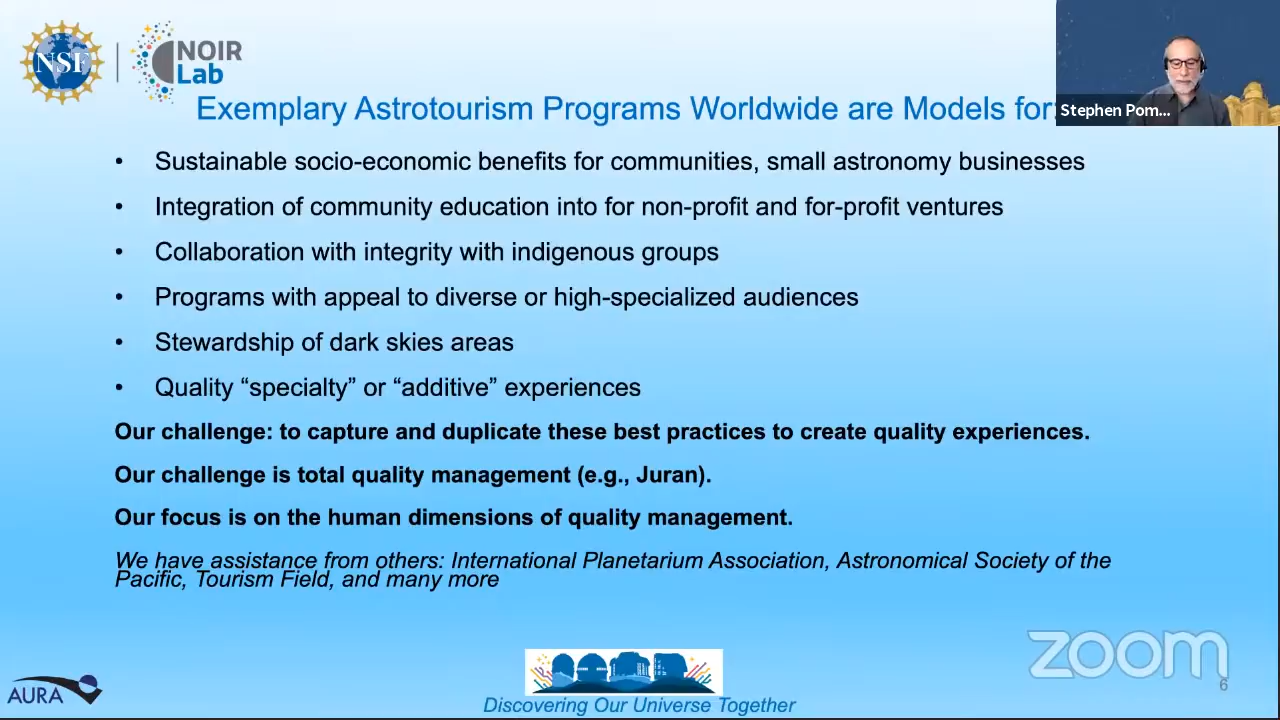 NSF
NOIR
Lab
Exemplary Astrotourism Programs Worldwide are Models for:
Stephen Pom...
• Sustainable socio-economic benefits for communities, small astronomy businesses
• Integration of community education into for non-profit and for-profit ventures
• Collaboration with integrity with indigenous groups
• Programs with appeal to diverse or high-specialized audiences
• Stewardship of dark skies areas
• Quality “specialty” or “additive” experiences
Our challenge: to capture and duplicate these best practices to create quality experiences.
Our challenge is total quality management (e.g., Juran).
Our focus is on the human dimensions of quality management.
We have assistance from others: International Planetarium Association, Astronomical Society of the
Pacific, Tourism Field, and many more
zoom
6
AURA
Discovering Our Universe Together